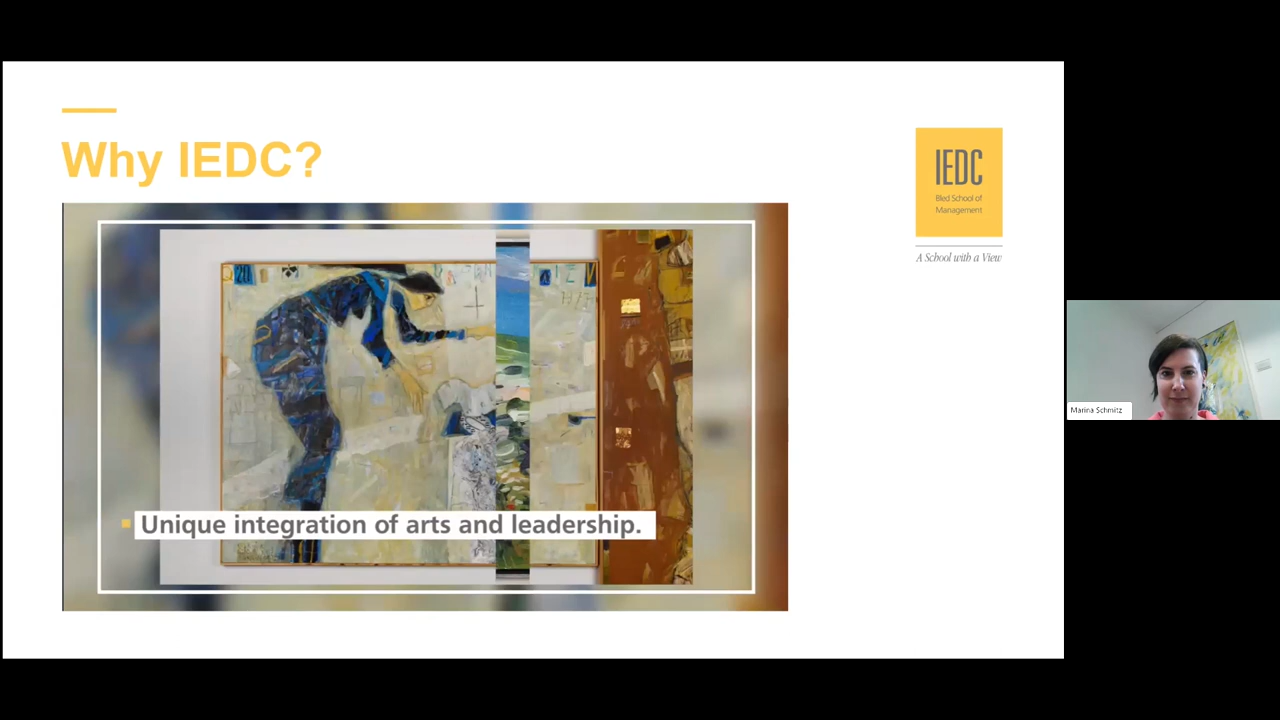 Why IEDC?
IEDC
Bled School of
Management
A School with a View
Unique integration of arts and leadership.
Marina Schmitz